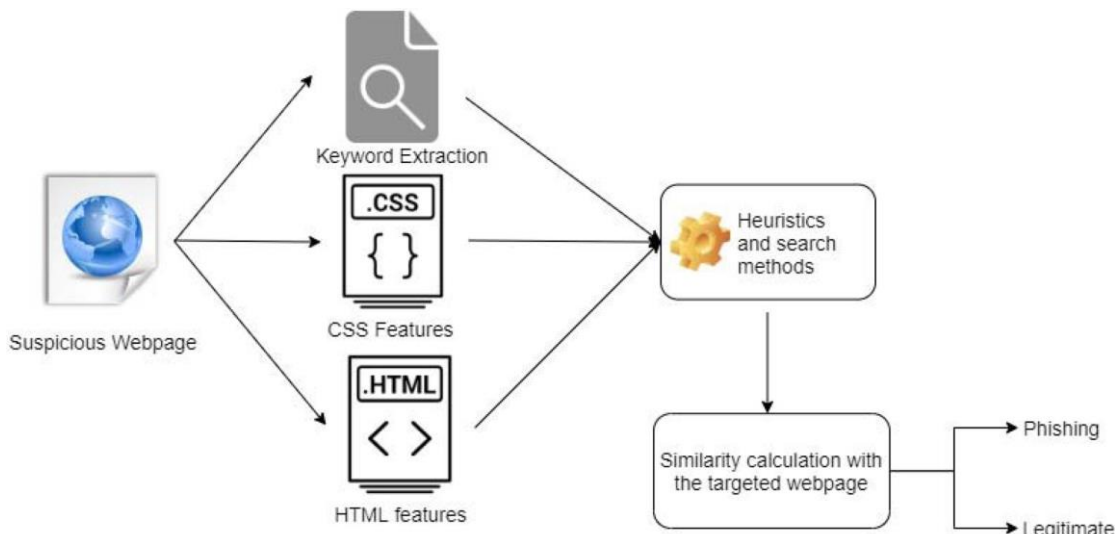 Keyword Extraction
.CSS
{ }
CSS Features
Suspicious Webpage
.HTML
< >
HTML features
Heuristics
and search
methods
Similarity calculation with
the targeted webpage
Phishing
Legitimate